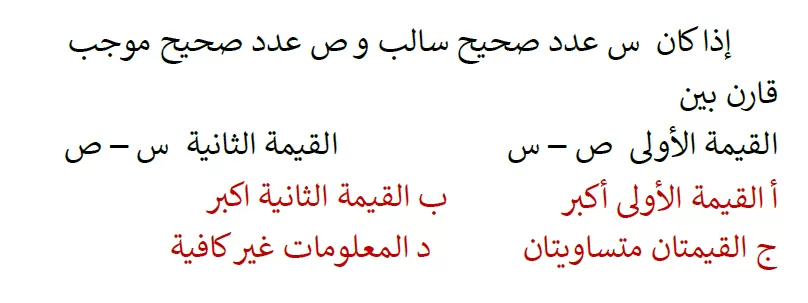 إذا كان س عدد صحيح سالب و ص عدد صحيح موجب
قارن بين
القيمة الأولى ص – س القيمة الثانية س – ص
أ القيمة الأولى أكبر ب القيمة الثانية اكبر
ج القيمتان متساويتان د المعلومات غير كافية